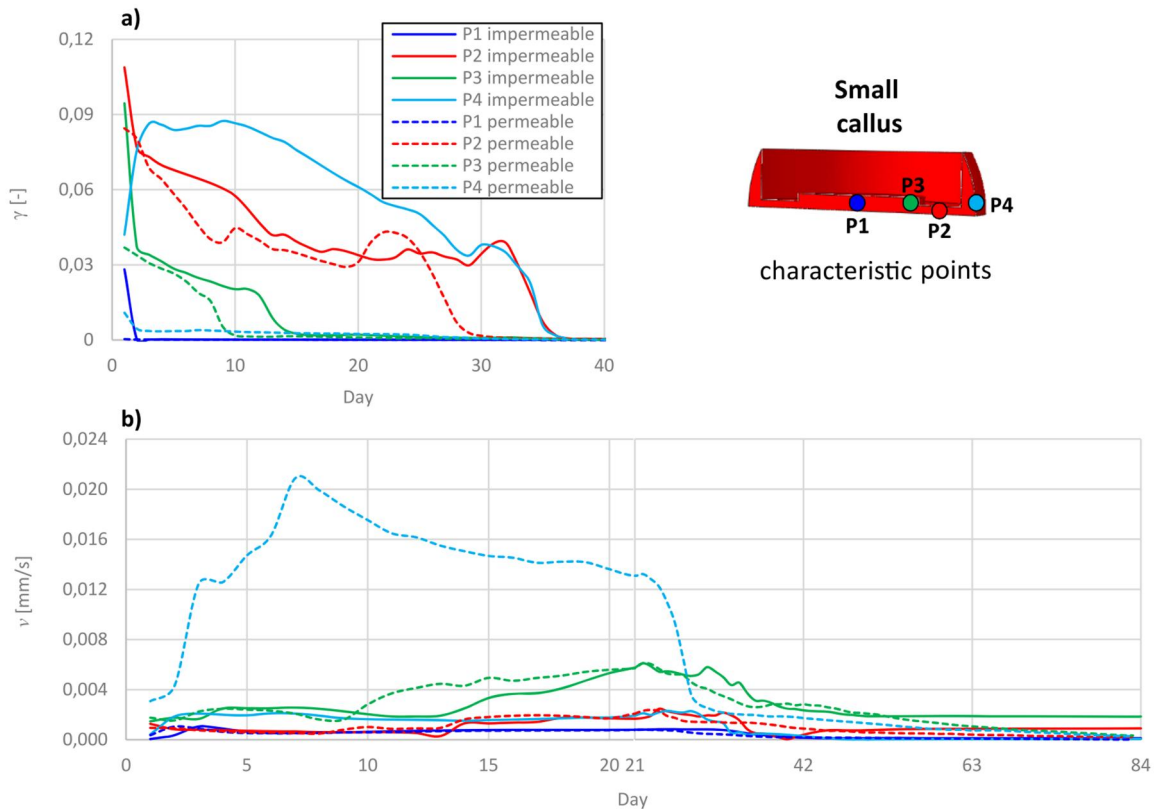 a)
0,12
0,09
0,06
0,03
0
γ [-]
0 10 20 30 40
Day
P1 impermeable
P2 impermeable
P3 impermeable
P4 impermeable
P1 permeable
P2 permeable
P3 permeable
P4 permeable
Small
callus
P3
P4
P1
P2
characteristic points
b)
0,024
0,020
0,016
0,012
0,008
0,004
0,000
ν [mm/s]
0 5 10 15 20 21 42 63 84
Day